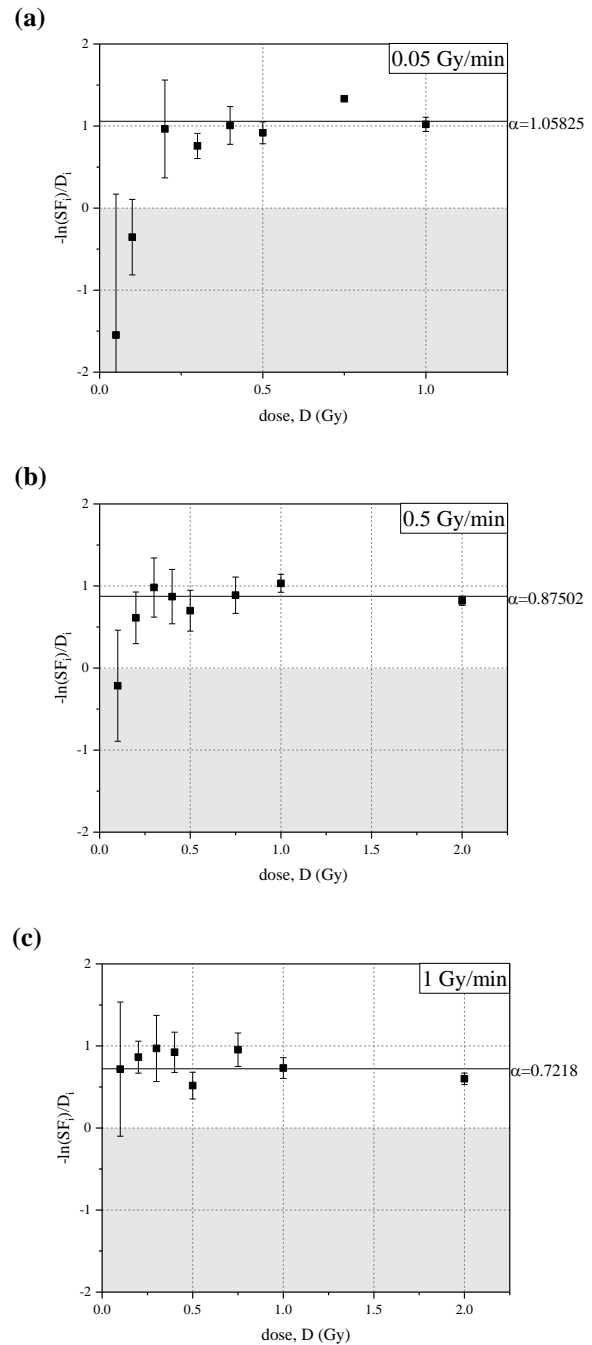 (a)
0.05 Gy/min
2
1
0
-1
-2
-ln(SFᵢ)/Dᵢ
α=1.05825
0.0 0.5 1.0
dose, D (Gy)
(b)
0.5 Gy/min
2
1
0
-1
-2
-ln(SFᵢ)/Dᵢ
α=0.87502
0.0 0.5 1.0 1.5 2.0
dose, D (Gy)
(c)
1 Gy/min
2
1
0
-1
-2
-ln(SFᵢ)/Dᵢ
α=0.7218
0.0 0.5 1.0 1.5 2.0
dose, D (Gy)